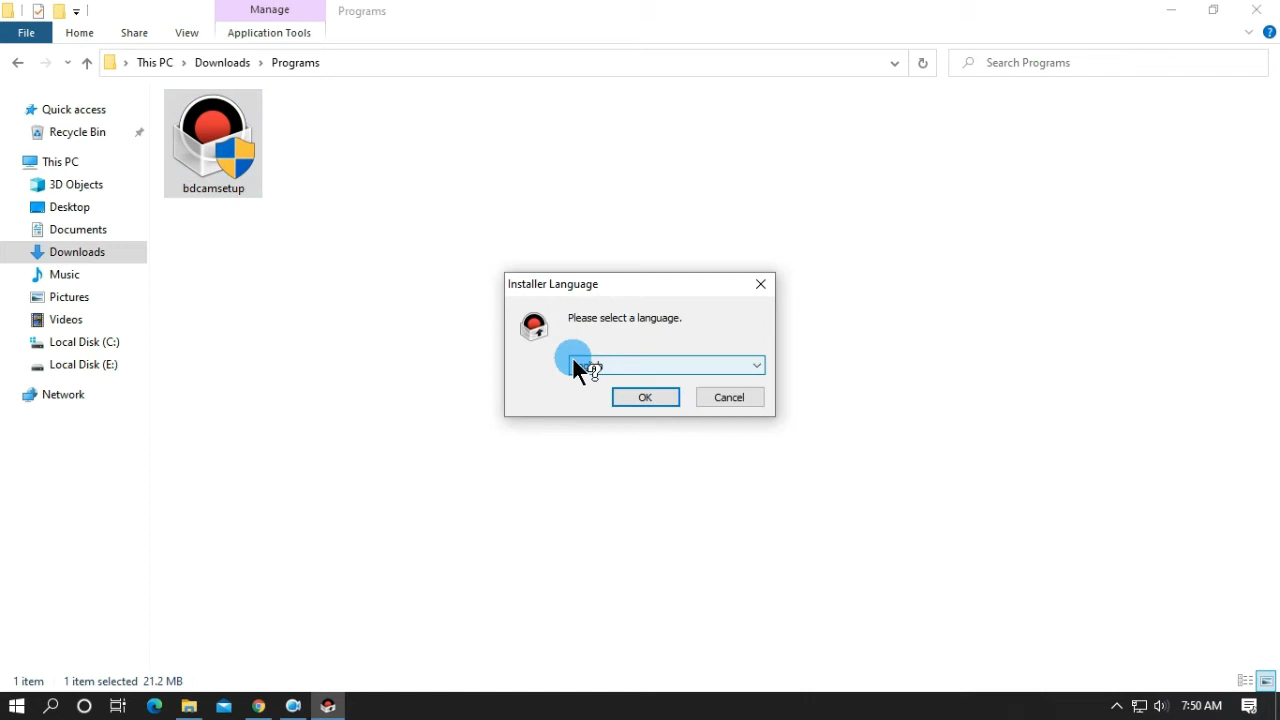 Manage
Programs
File
Home
Share
View
Application Tools
This PC
Downloads
Programs
Search Programs
Quick access
Recycle Bin
This PC
3D Objects
Desktop
Documents
Downloads
Music
Pictures
Videos
Local Disk (C:)
Local Disk (E:)
Network
bdcamsetup
Installer Language
Please select a language.
OK
Cancel
1 item
1 item selected 21.2 MB
7:50 AM